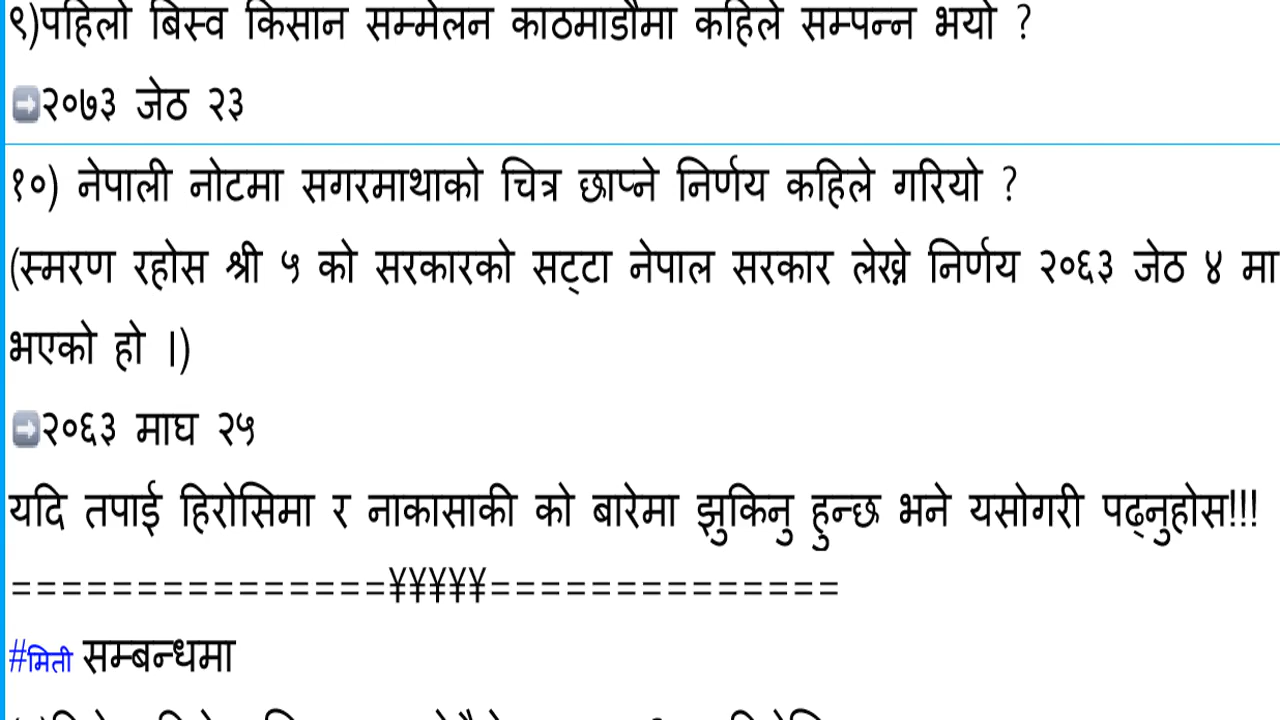 ९)पहिलो बिस्व किसान सम्मेलन काठमाडौमा कहिले सम्पन्न भयो ?
➡२०७३ जेठ २३
१०) नेपाली नोटमा सगरमाथाको चित्र छाप्ने निर्णय कहिले गरियो ?
(स्मरण रहोस श्री ५ को सरकारको सट्टा नेपाल सरकार लेख्ने निर्णय २०६३ जेठ ४ मा
भएको हो ।)
➡२०६३ माघ २५
यदि तपाई हिरोसिमा र नाकासाकी को बारेमा झुकिनु हुन्छ भने यसोगरी पढ्नुहोस!!!
===============¥¥¥¥¥==============
#मिती सम्बन्धमा